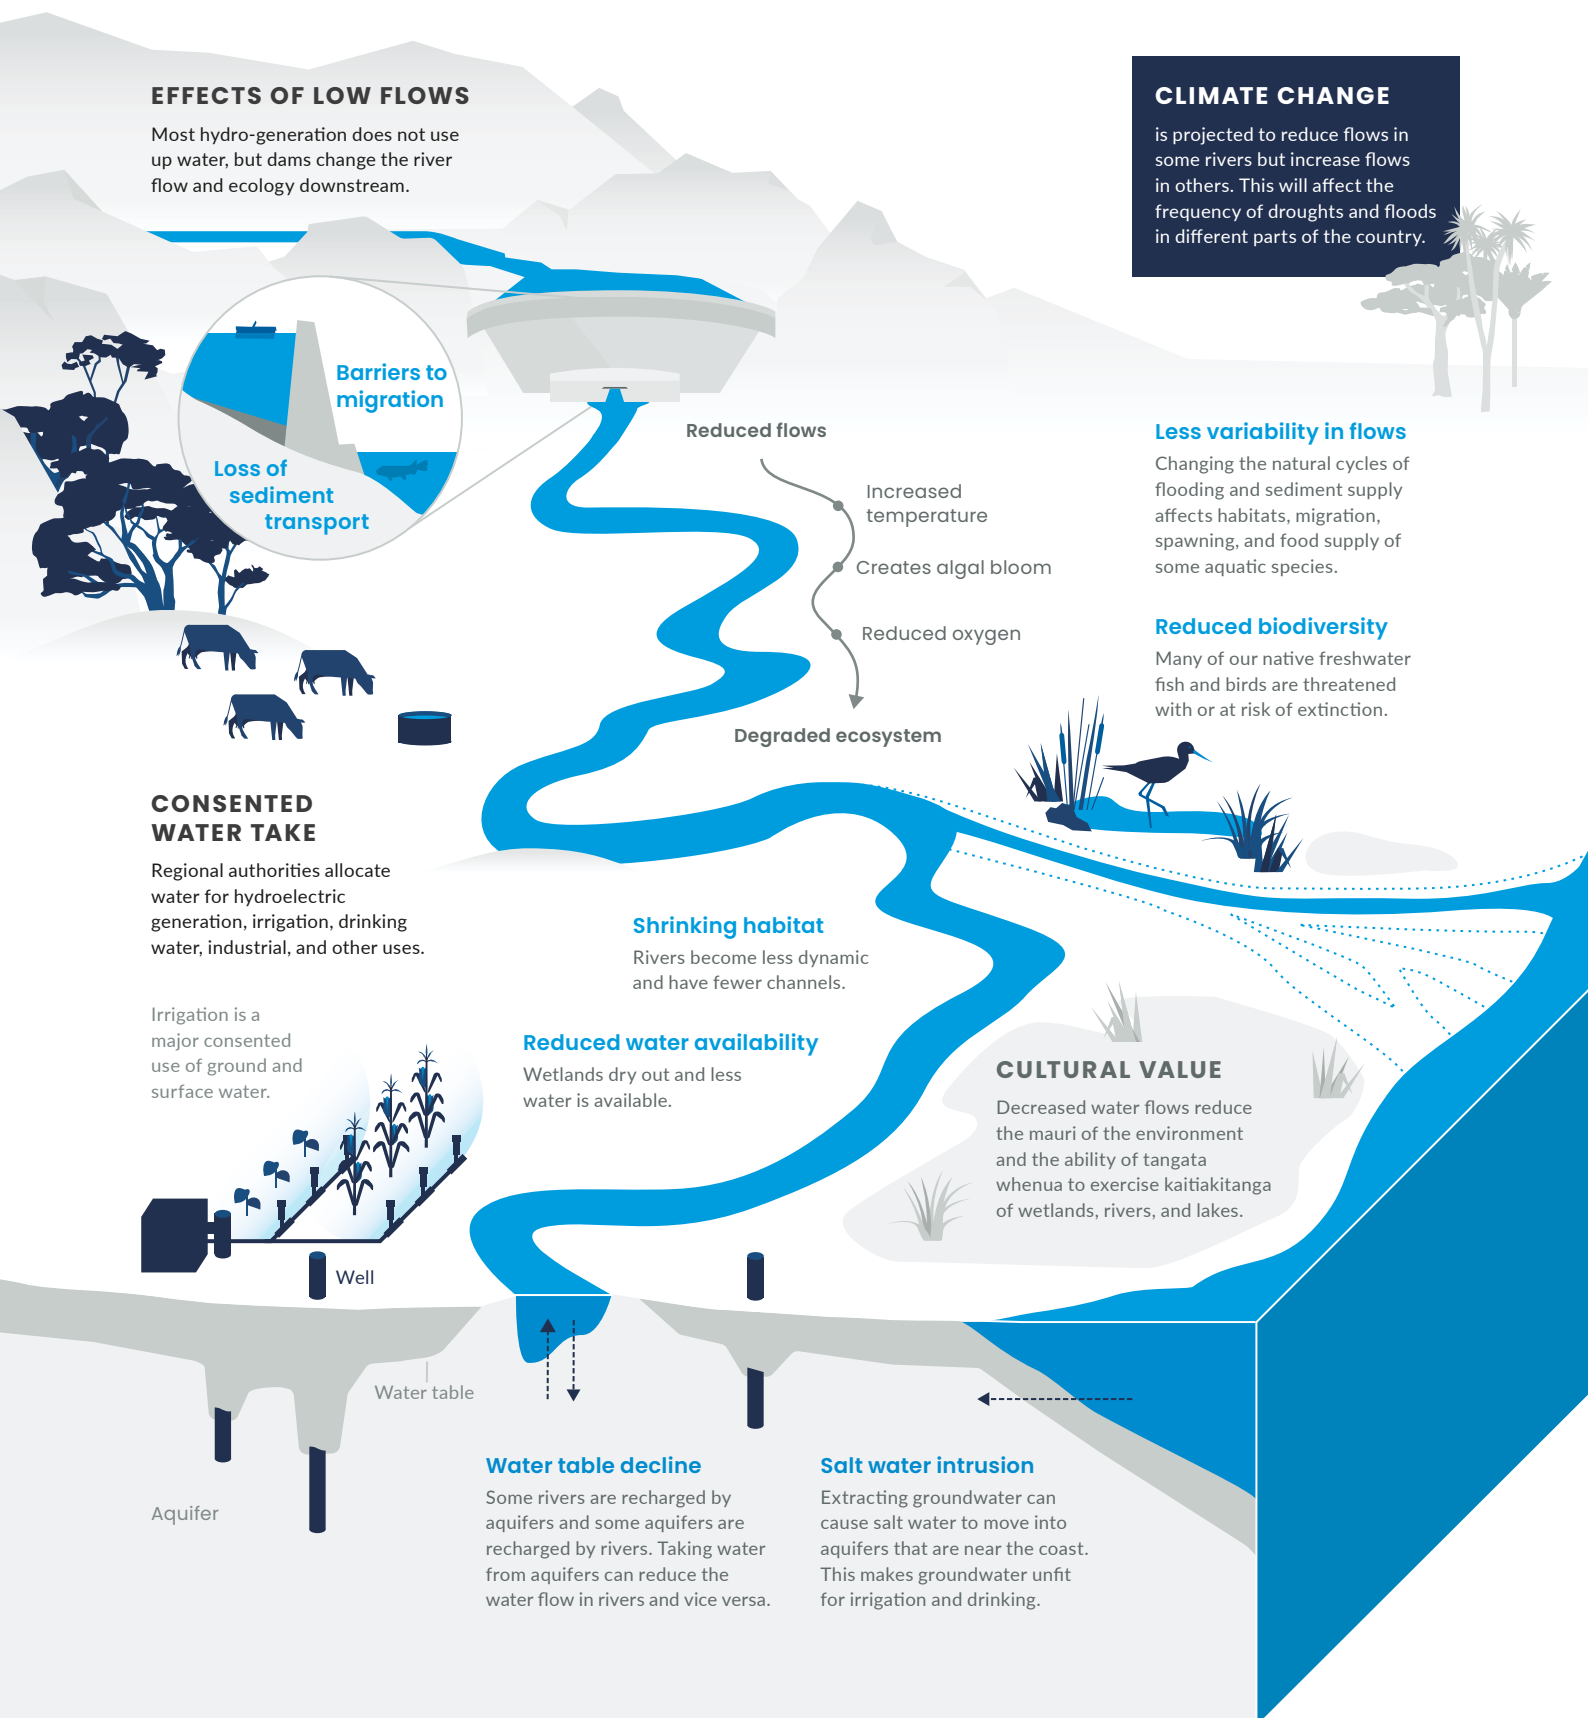 EFFECTS OF LOW FLOWS
Most hydro-generation does not use
up water, but dams change the river
flow and ecology downstream.
CLIMATE CHANGE
is projected to reduce flows in
some rivers but increase flows
in others. This will affect the
frequency of droughts and floods
in different parts of the country.
Barriers to
migration
Loss of
sediment
transport
Reduced flows
Increased
temperature
Creates algal bloom
Reduced oxygen
Degraded ecosystem
Less variability in flows
Changing the natural cycles of
flooding and sediment supply
affects habitats, migration,
spawning, and food supply of
some aquatic species.
Reduced biodiversity
Many of our native freshwater
fish and birds are threatened
with or at risk of extinction.
CONSENTED
WATER TAKE
Regional authorities allocate
water for hydroelectric
generation, irrigation, drinking
water, industrial, and other uses.
Irrigation is a
major consented
use of ground and
surface water.
Shrinking habitat
Rivers become less dynamic
and have fewer channels.
Reduced water availability
Wetlands dry out and less
water is available.
CULTURAL VALUE
Decreased water flows reduce
the mauri of the environment
and the ability of tangata
whenua to exercise kaitiakitanga
of wetlands, rivers, and lakes.
Well
Water table
Aquifer
Water table decline
Some rivers are recharged by
aquifers and some aquifers are
recharged by rivers. Taking water
from aquifers can reduce the
water flow in rivers and vice versa.
Salt water intrusion
Extracting groundwater can
cause salt water to move into
aquifers that are near the coast.
This makes groundwater unfit
for irrigation and drinking.